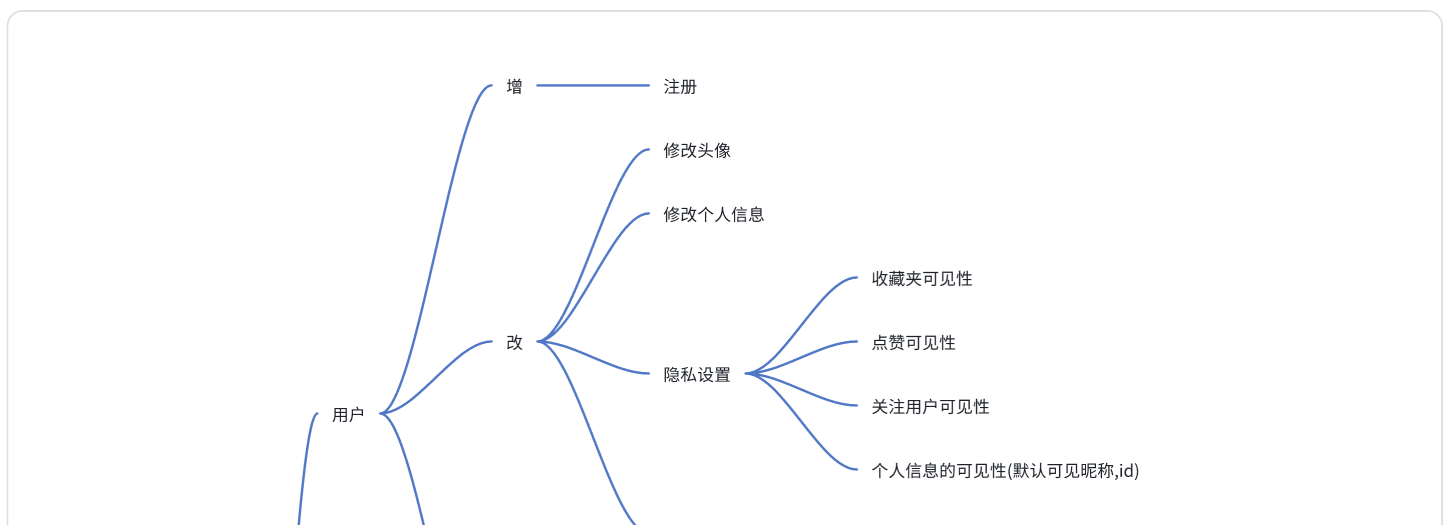 增
注册
修改头像
修改个人信息
收藏夹可见性
改
点赞可见性
隐私设置
关注用户可见性
用户
个人信息的可见性(默认可见昵称,id)